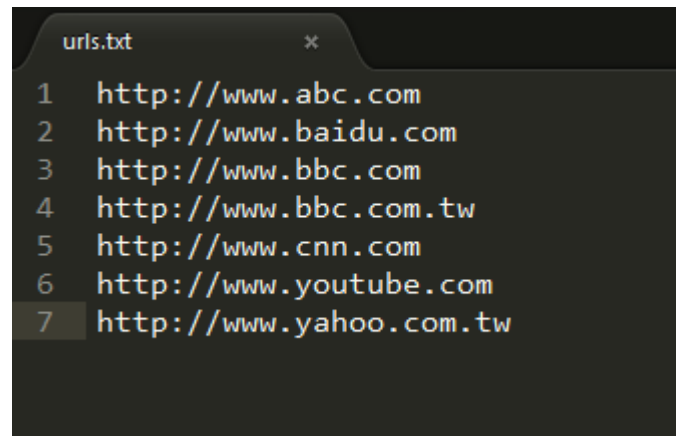 urls.txt ×
1 http://www.abc.com
2 http://www.baidu.com
3 http://www.bbc.com
4 http://www.bbc.com.tw
5 http://www.cnn.com
6 http://www.youtube.com
7 http://www.yahoo.com.tw